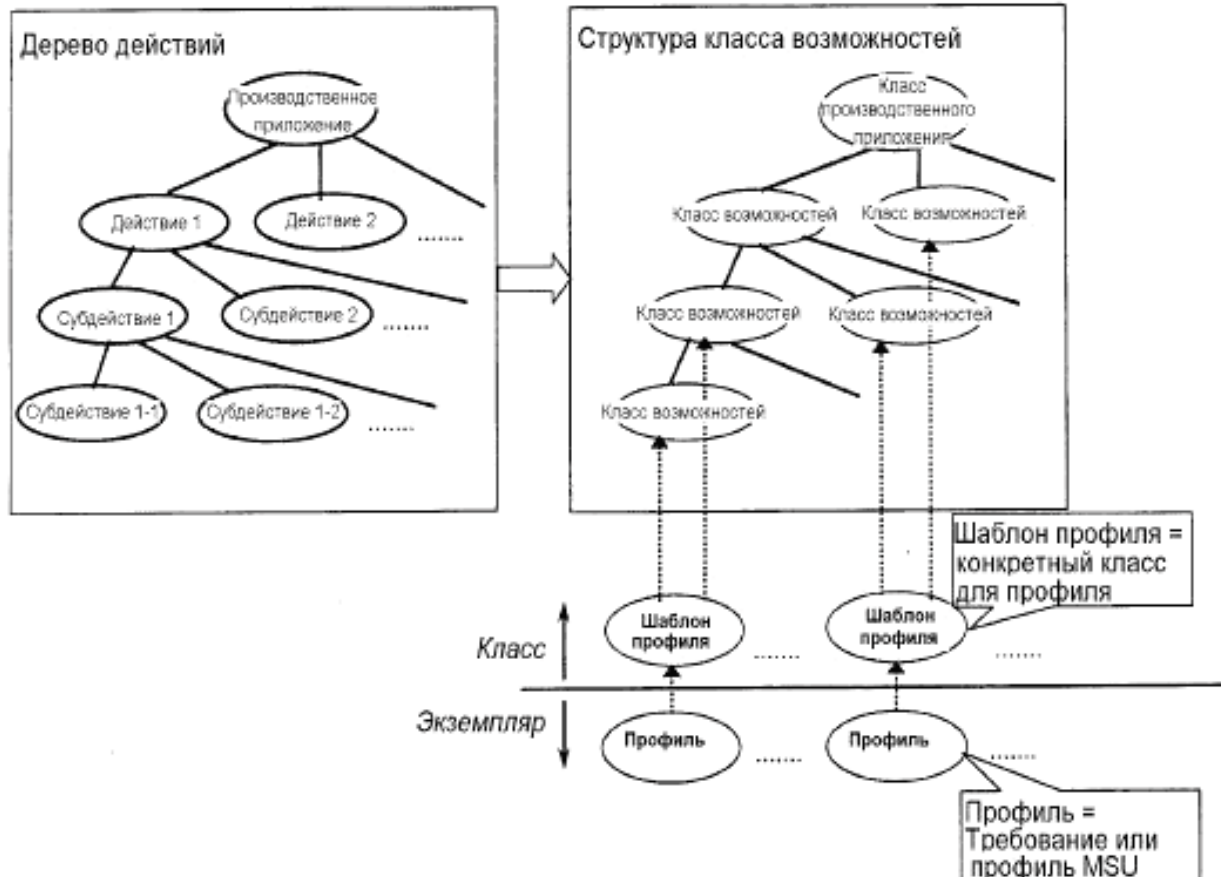 Дерево действий
Производственное
приложение
Действие 1
Действие 2
........
Субдействие 1
Субдействие 2
.......
Субдействие 1-1
Субдействие 1-2
.......
Структура класса возможностей
Класс
производственного
приложения
Класс возможностей
Класс возможностей
Класс возможностей
Класс возможностей
Класс возможностей
Шаблон профиля =
конкретный класс
для профиля
Класс
Шаблон
профиля
.......
Шаблон
профиля
.......
Экземпляр
Профиль
.......
Профиль
.......
Профиль =
Требование или
профиль MSU